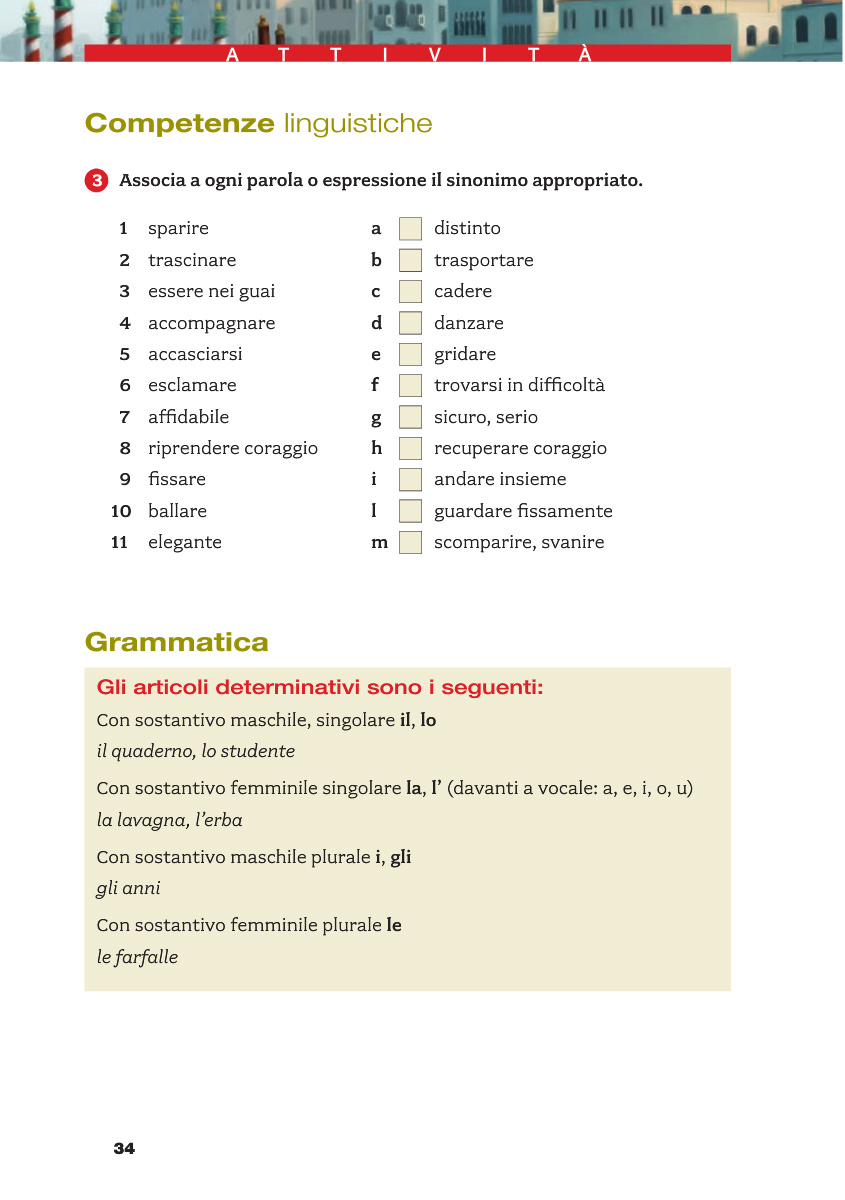 ATTIVITÀ
Competenze linguistiche
3 Associa a ogni parola o espressione il sinonimo appropriato.
1 sparire a distinto
2 trascinare b trasportare
3 essere nei guai c cadere
4 accompagnare d danzare
5 accasciarsi e gridare
6 esclamare f trovarsi in difficoltà
7 affidabile g sicuro, serio
8 riprendere coraggio h recuperare coraggio
9 fissare i andare insieme
10 ballare l guardare fissamente
11 elegante m scomparire, svanire
Grammatica
Gli articoli determinativi sono i seguenti:
Con sostantivo maschile, singolare il, lo
il quaderno, lo studente
Con sostantivo femminile singolare la, l’ (davanti a vocale: a, e, i, o, u)
la lavagna, l’erba
Con sostantivo maschile plurale i, gli
gli anni
Con sostantivo femminile plurale le
le farfalle
34